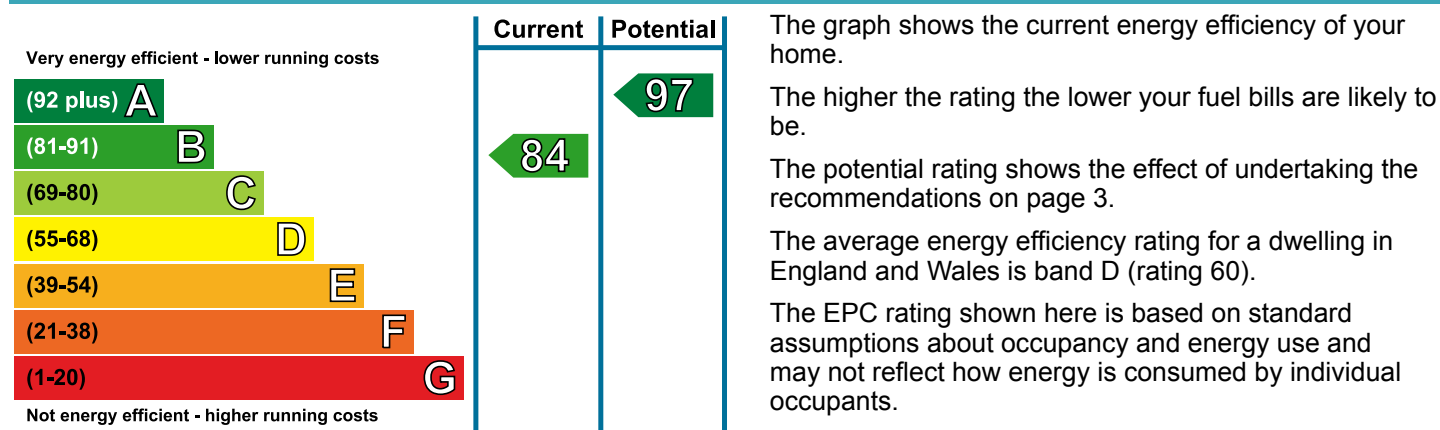 Current Potential
Very energy efficient - lower running costs
(92 plus) A
97
(81-91) B
84
(69-80) C
(55-68) D
(39-54) E
(21-38) F
(1-20) G
Not energy efficient - higher running costs
The graph shows the current energy efficiency of your
home.
The higher the rating the lower your fuel bills are likely to
be.
The potential rating shows the effect of undertaking the
recommendations on page 3.
The average energy efficiency rating for a dwelling in
England and Wales is band D (rating 60).
The EPC rating shown here is based on standard
assumptions about occupancy and energy use and
may not reflect how energy is consumed by individual
occupants.